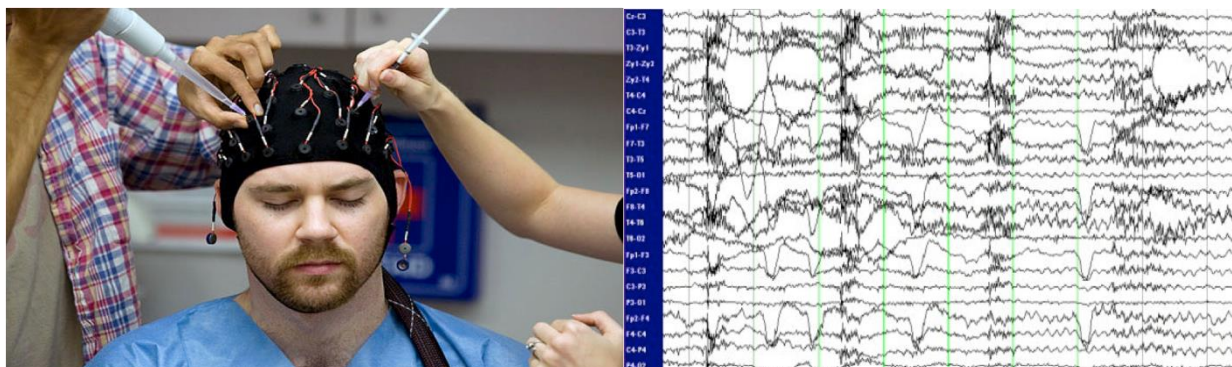 Cz-C3
C3-T3
T3-Zy1
Zy1-Zy2
Zy2-T4
T4-C4
C4-Cz
Fp1-F7
F7-T3
T3-T5
T5-O1
Fp2-F8
F8-T4
T4-T6
T6-O2
Fp1-F3
F3-C3
C3-P3
P3-O1
Fp2-F4
F4-C4
C4-P4
P4-O2